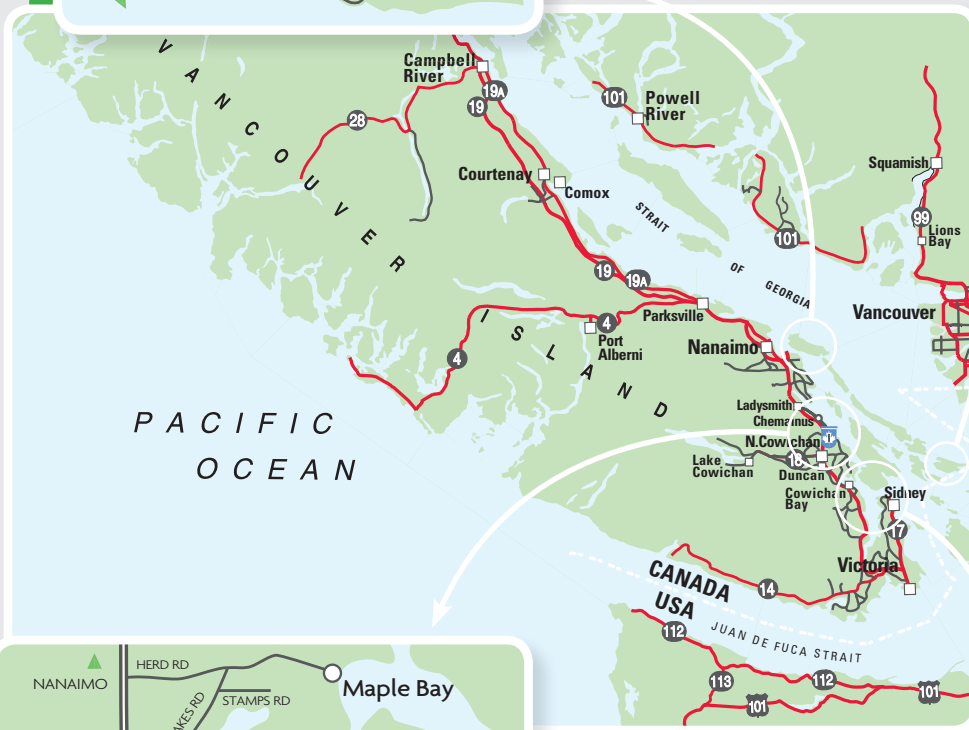 VANCOUVER
ISLAND
Campbell
River
19A
19
28
101
Powell
River
Courtenay
Comox
STRAIT
OF
GEORGIA
101
Squamish
99
Lions
Bay
Vancouver
19
19A
Parksville
4
Port
Alberni
4
Nanaimo
Ladysmith
Chemainus
N.Cowichan
18
Lake
Cowichan
Duncan
Cowichan
Bay
Sidney
17
Victoria
PACIFIC
OCEAN
CANADA
USA
14
JUAN DE FUCA STRAIT
112
113
112
101
101
NANAIMO
HERD RD
STAMPS RD
AKES RD
Maple Bay